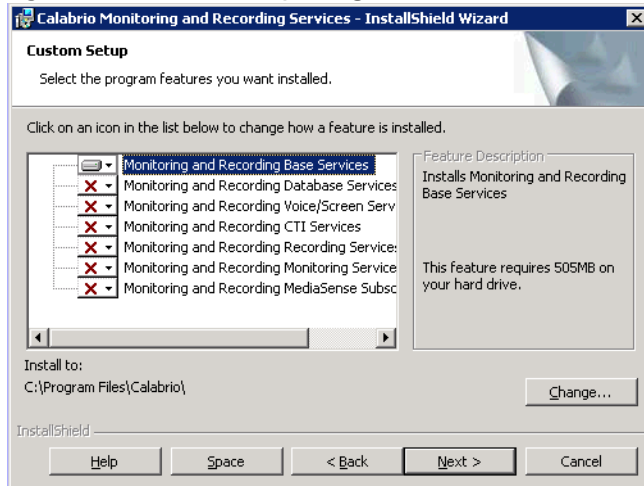 Calabrio Monitoring and Recording Services - InstallShield Wizard
Custom Setup
Select the program features you want installed.
Click on an icon in the list below to change how a feature is installed.
Monitoring and Recording Base Services
Monitoring and Recording Database Services
Monitoring and Recording Voice/Screen Serv
Monitoring and Recording CTI Services
Monitoring and Recording Recording Services
Monitoring and Recording Monitoring Service
Monitoring and Recording MediaSense Subsc
Feature Description
Installs Monitoring and Recording
Base Services
This feature requires 505MB on
your hard drive.
Install to:
C:\Program Files\Calabrio\
Change...
InstallShield
Help
Space
< Back
Next >
Cancel